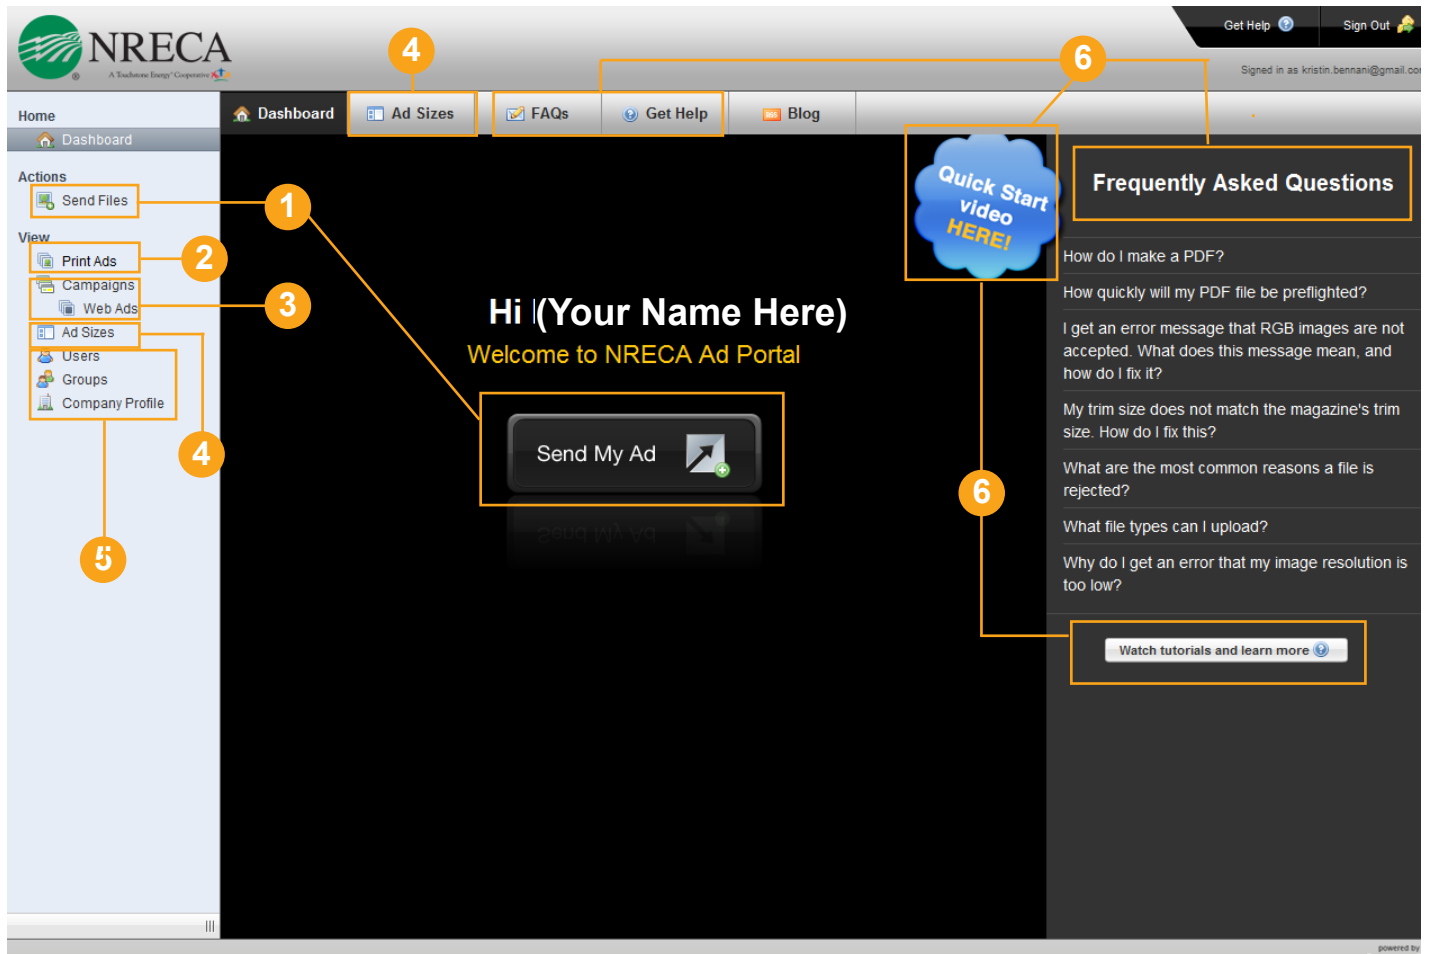 NRECA
A Touchstone Energy® Cooperative
Get Help
Sign Out
Signed in as kristin.bennani@gmail.com
4
6
Home
Dashboard
Dashboard
Ad Sizes
FAQs
Get Help
Blog
Actions
Send Files
1
View
Print Ads
2
Campaigns
Web Ads
3
Ad Sizes
Users
Groups
Company Profile
4
5
Quick Start
video
HERE!
Hi (Your Name Here)
Welcome to NRECA Ad Portal
Send My Ad
Send My Ad
6
Frequently Asked Questions
How do I make a PDF?
How quickly will my PDF file be preflighted?
I get an error message that RGB images are not
accepted. What does this message mean, and
how do I fix it?
My trim size does not match the magazine's trim
size. How do I fix this?
What are the most common reasons a file is
rejected?
What file types can I upload?
Why do I get an error that my image resolution is
too low?
Watch tutorials and learn more
powered by